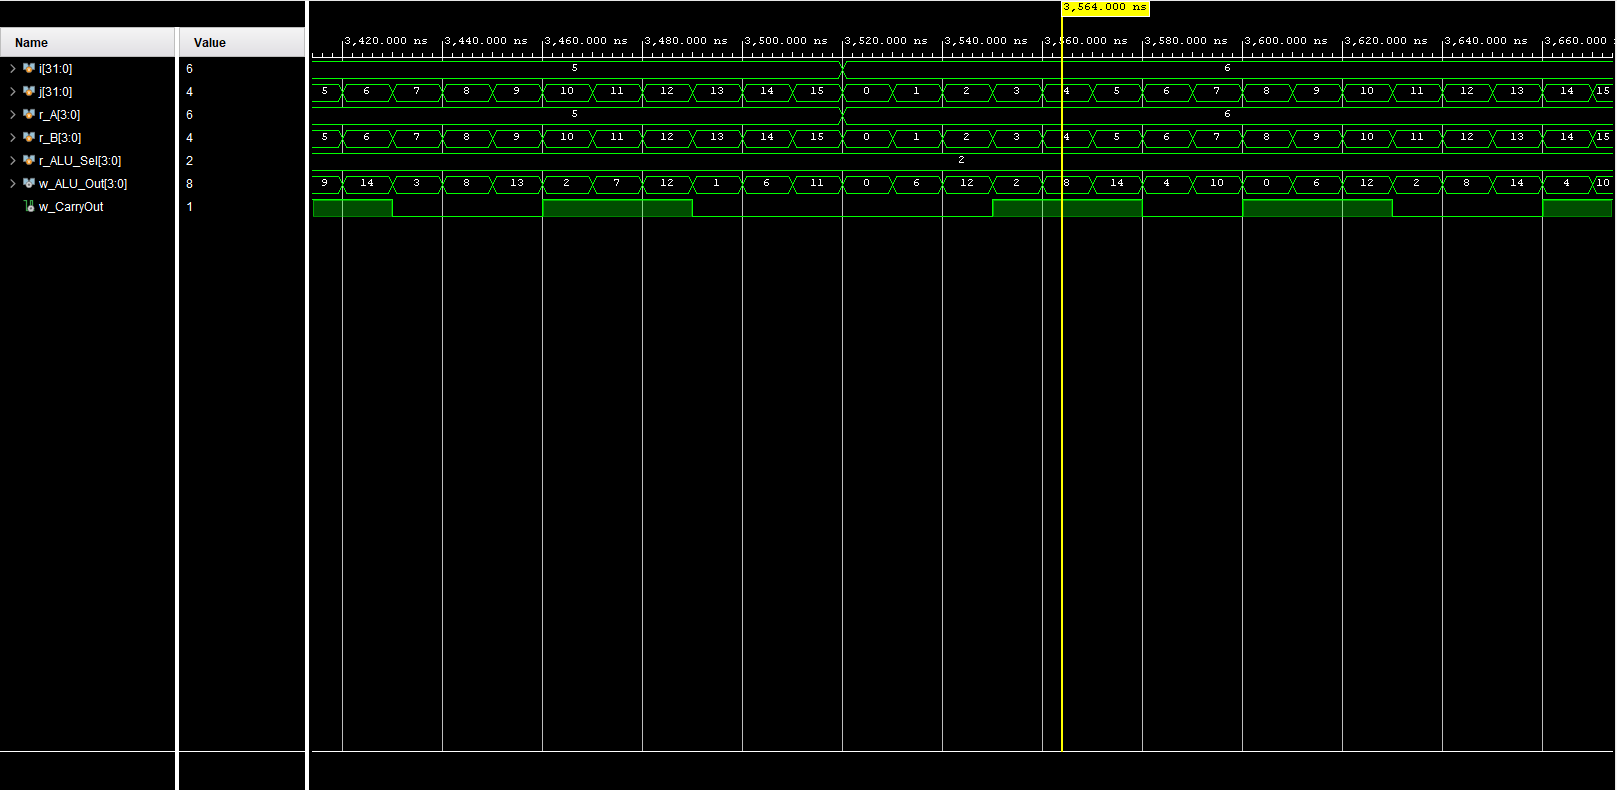 3,564.000 ns
Name Value
3,420.000 ns 3,440.000 ns 3,460.000 ns 3,480.000 ns 3,500.000 ns 3,520.000 ns 3,540.000 ns 3,560.000 ns 3,580.000 ns 3,600.000 ns 3,620.000 ns 3,640.000 ns 3,660.000
i[31:0] 6 5 6
j[31:0] 4 5 6 7 8 9 10 11 12 13 14 15 0 1 2 3 4 5 6 7 8 9 10 11 12 13 14 15
r_A[3:0] 6 5 6
r_B[3:0] 4 5 6 7 8 9 10 11 12 13 14 15 0 1 2 3 4 5 6 7 8 9 10 11 12 13 14 15
r_ALU_Sel[3:0] 2 2
w_ALU_Out[3:0] 8 9 14 3 8 13 2 7 12 1 6 11 0 6 12 2 8 14 4 10 0 6 12 2 8 14 4 10
w_CarryOut 1